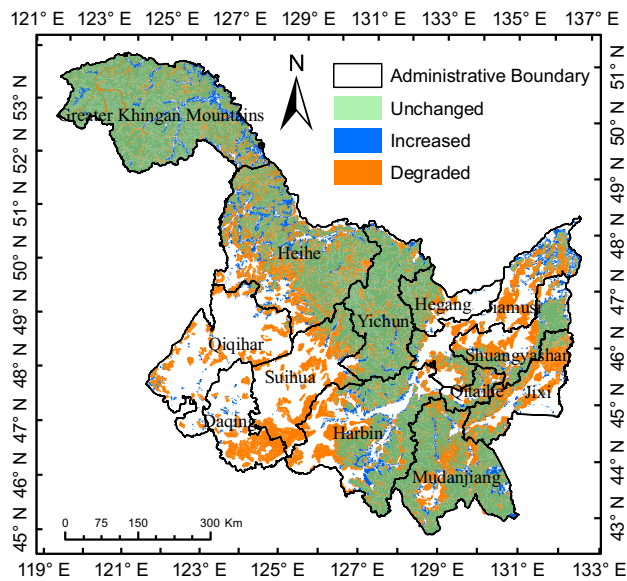 121° E 123° E 125° E 127° E 129° E 131° E 133° E 135° E 137° E
N
Administrative Boundary
Unchanged
Increased
Degraded
53° N
52° N
51° N
50° N
49° N
48° N
47° N
46° N
45° N
51° N
50° N
49° N
48° N
47° N
46° N
45° N
44° N
43° N
Greater Khingan Mountains
Heihe
Hegang
Jiamusi
Yichun
Qiqihar
Shuangyashan
Suihua
Qitaihe
Jixi
Daqing
Harbin
Mudanjiang
0 75 150 300 Km
119° E 121° E 123° E 125° E 127° E 129° E 131° E 133° E